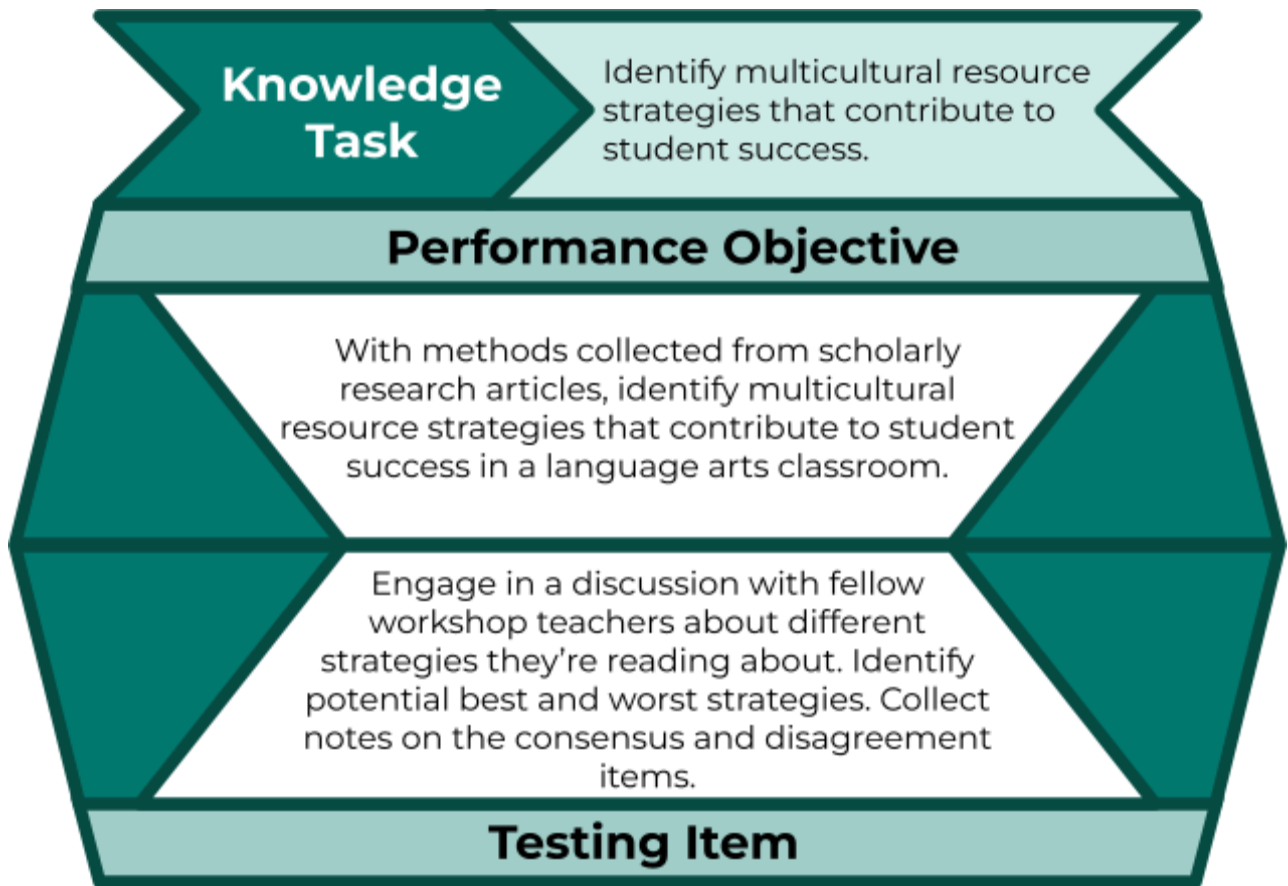 Knowledge
Task
Identify multicultural resource
strategies that contribute to
student success.
Performance Objective
With methods collected from scholarly
research articles, identify multicultural
resource strategies that contribute to student
success in a language arts classroom.
Engage in a discussion with fellow
workshop teachers about different
strategies they’re reading about. Identify
potential best and worst strategies. Collect
notes on the consensus and disagreement
items.
Testing Item